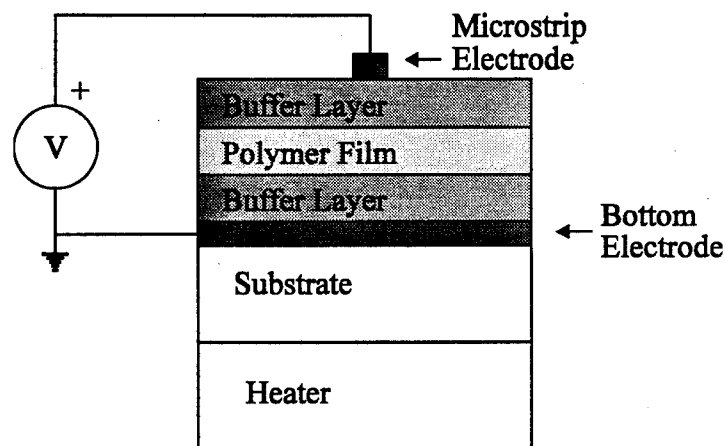 Microstrip
Electrode
+
V
Buffer Layer
Polymer Film
Buffer Layer
Bottom
Electrode
Substrate
Heater